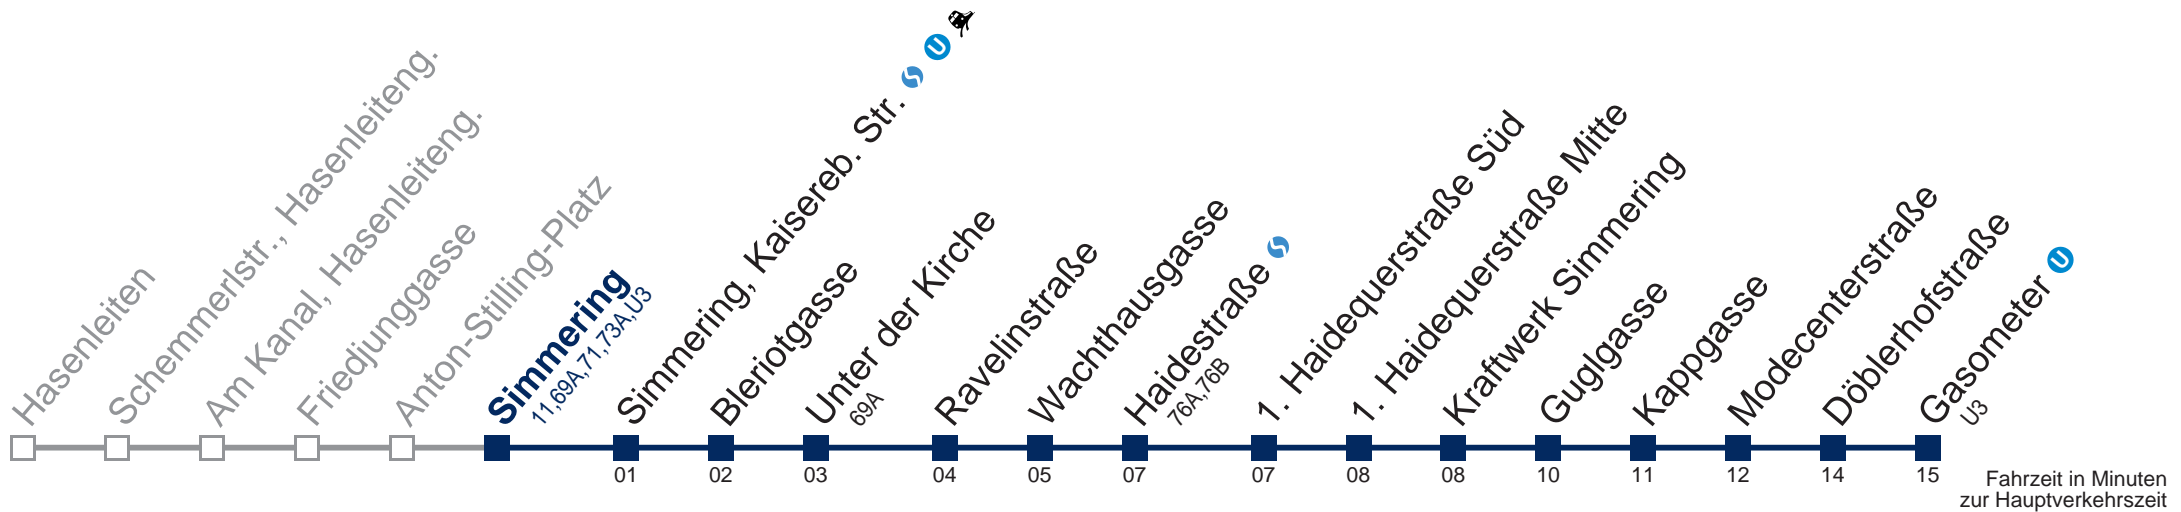 Hasenleiten
Schemmerlstr., Hasenleiteng.
Am Kanal, Hasenleiteng.
Friedjunggasse
Anton-Stilling-Platz
Simmering
11,69A,71,73A,U3
Simmering, Kaisereb. Str. S U
Bleriotgasse
Unter der Kirche
69A
Ravelinstraße
Wachthausgasse
Haidestraße S
76A,76B
1. Haidequerstraße Süd
1. Haidequerstraße Mitte
Kraftwerk Simmering
Guglgasse
Kappgasse
Modecenterstraße
Döblerhofstraße
Gasometer U
U3
01 02 03 04 05 07 07 08 08 10 11 12 14 15
Fahrzeit in Minuten
zur Hauptverkehrszeit